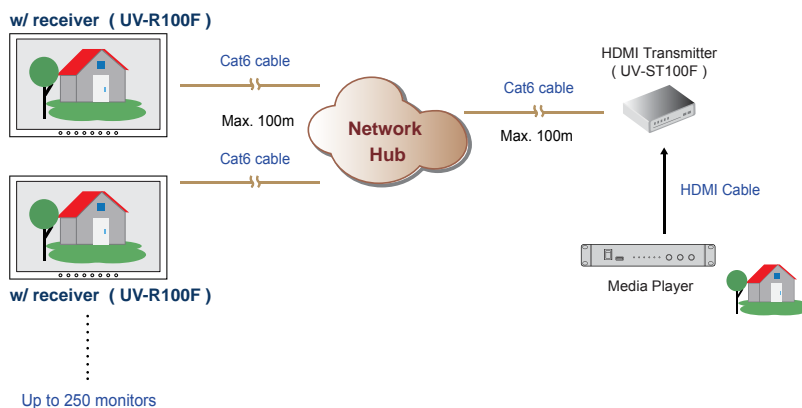 w/ receiver ( UV-R100F )
Cat6 cable
Max. 100m
Cat6 cable
w/ receiver ( UV-R100F )
Up to 250 monitors
Network
Hub
Cat6 cable
Max. 100m
HDMI Transmitter
( UV-ST100F )
HDMI Cable
Media Player